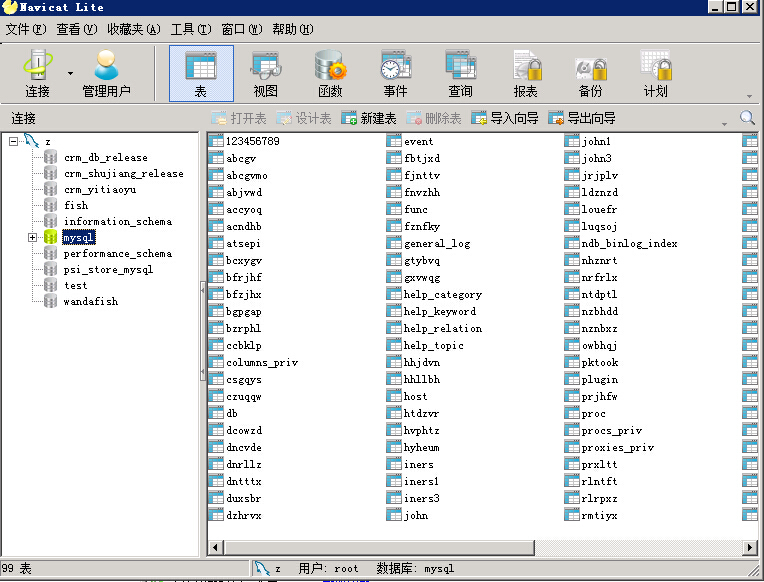 Navicat Lite
文件(F) 查看(V) 收藏夹(A) 工具(T) 窗口(W) 帮助(H)
连接 管理用户 表 视图 函数 事件 查询 报表 备份 计划
连接 打开表 设计表 新建表 删除表 导入向导 导出向导
z
crm_db_release
crm_shujiang_release
crm_yitiaoyu
fish
information_schema
mysql
performance_schema
psi_store_mysql
test
wandafish
123456789 event john1
abcgv fbtjxd john3
abcgvmo fjnttv jrjplv
abjvwd fnvzhh ldznzd
accyoq func louefr
acndhb fznfky luqsoj
atsepi general_log ndb_binlog_index
bcxygv gtybvq nhznrt
bfrjhf gxvwqg nrfrlx
bfzjhx help_category ntdptl
bgpgap help_keyword nzbhdd
bzrphl help_relation nznbxz
ccbklp help_topic owbhqj
columns_priv hhjdvn pktook
csgqys hhllbh plugin
czuqqw host prjhfw
db htdzvr proc
dcowzd hvphtz procs_priv
dncvde hyheum proxies_priv
dnrllz iners prxltt
dntttx iners1 rlntft
duxsbr iners3 rlrpxz
dzhrvx john rmtiyx
99 表 z 用户: root 数据库: mysql